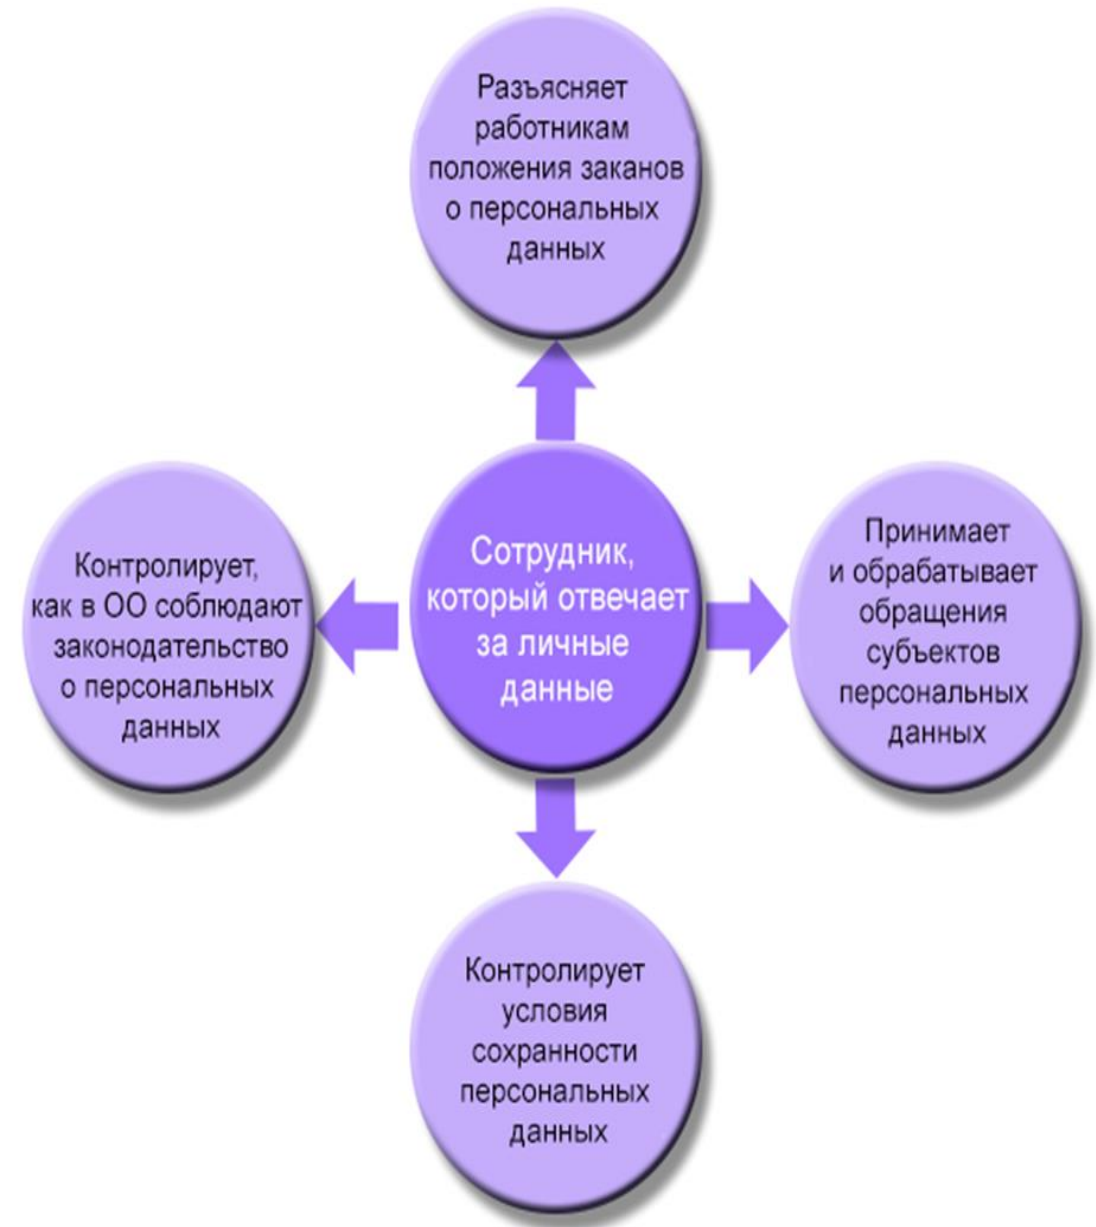 Разъясняет
работникам
положения заканов
о персональных
данных
Контролирует,
как в ОО соблюдают
законодательство
о персональных
данных
Сотрудник,
который отвечает
за личные
данные
Принимает
и обрабатывает
обращения
субъектов
персональных
данных
Контролирует
условия
сохранности
персональных
данных